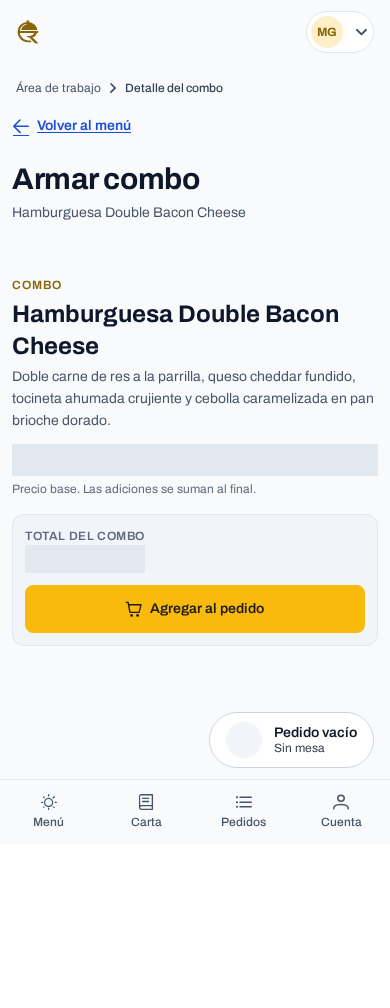 MG
Área de trabajo
Detalle del combo
Volver al menú
Armar combo
Hamburguesa Double Bacon Cheese
COMBO
Hamburguesa Double Bacon
Cheese
Doble carne de res a la parrilla, queso cheddar fundido,
tocineta ahumada crujiente y cebolla caramelizada en pan
brioche dorado.
Precio base. Las adiciones se suman al final.
TOTAL DEL COMBO
Agregar al pedido
Pedido vacío
Sin mesa
Menú
Carta
Pedidos
Cuenta